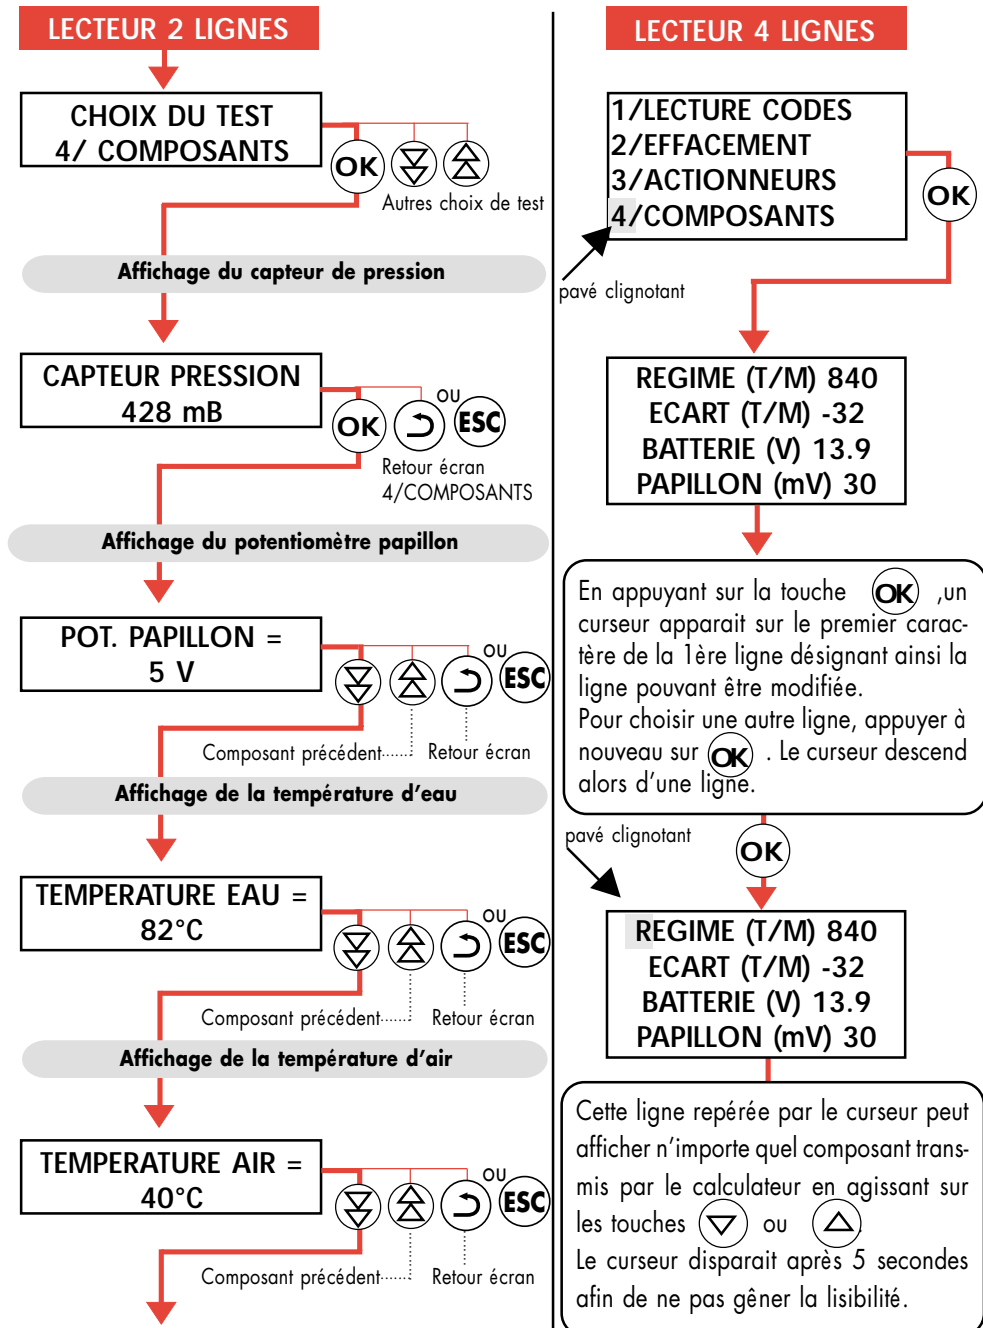 LECTEUR 2 LIGNES
CHOIX DU TEST
4/ COMPOSANTS
OK
Autres choix de test
Affichage du capteur de pression
CAPTEUR PRESSION
428 mB
OK
ou
ESC
Retour écran
4/COMPOSANTS
Affichage du potentiomètre papillon
POT. PAPILLON =
5 V
ou
ESC
Composant précédent
Retour écran
Affichage de la température d'eau
TEMPERATURE EAU =
82°C
ou
ESC
Composant précédent
Retour écran
Affichage de la température d'air
TEMPERATURE AIR =
40°C
ou
ESC
Composant précédent
Retour écran
LECTEUR 4 LIGNES
1/LECTURE CODES
2/EFFACEMENT
3/ACTIONNEURS
4/COMPOSANTS
OK
pavé clignotant
REGIME (T/M) 840
ECART (T/M) -32
BATTERIE (V) 13.9
PAPILLON (mV) 30
En appuyant sur la touche OK ,un
curseur apparait sur le premier carac-
tère de la 1ère ligne désignant ainsi la
ligne pouvant être modifiée.
Pour choisir une autre ligne, appuyer à
nouveau sur OK . Le curseur descend
alors d'une ligne.
pavé clignotant
OK
REGIME (T/M) 840
ECART (T/M) -32
BATTERIE (V) 13.9
PAPILLON (mV) 30
Cette ligne repérée par le curseur peut
afficher n'importe quel composant trans-
mis par le calculateur en agissant sur
les touches ou .
Le curseur disparait après 5 secondes
afin de ne pas gêner la lisibilité.